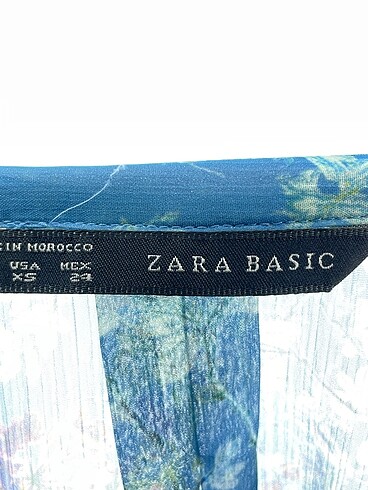 IN MOROCCO
USA MEX
XS 24
ZARA BASIC